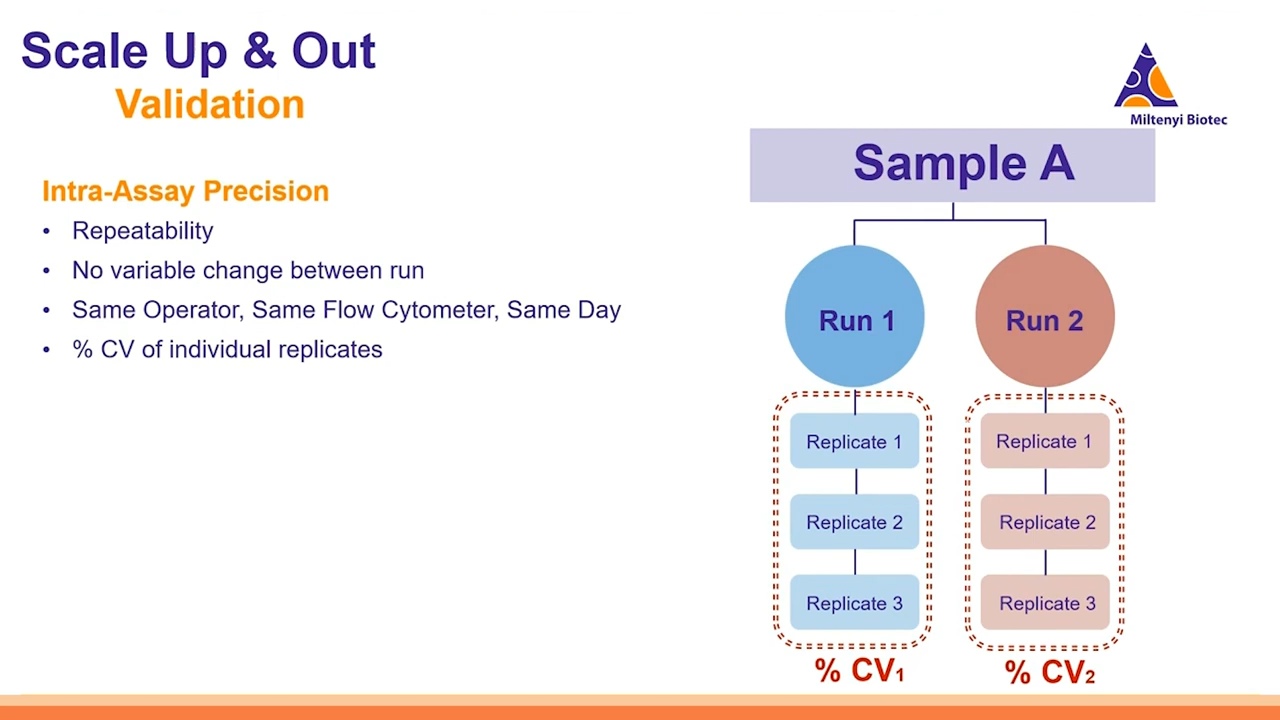 Scale Up & Out
Validation
Miltenyi Biotec
Intra-Assay Precision
• Repeatability
• No variable change between run
• Same Operator, Same Flow Cytometer, Same Day
• % CV of individual replicates
Sample A
Run 1
Run 2
Replicate 1
Replicate 1
Replicate 2
Replicate 2
Replicate 3
Replicate 3
% CV₁
% CV₂